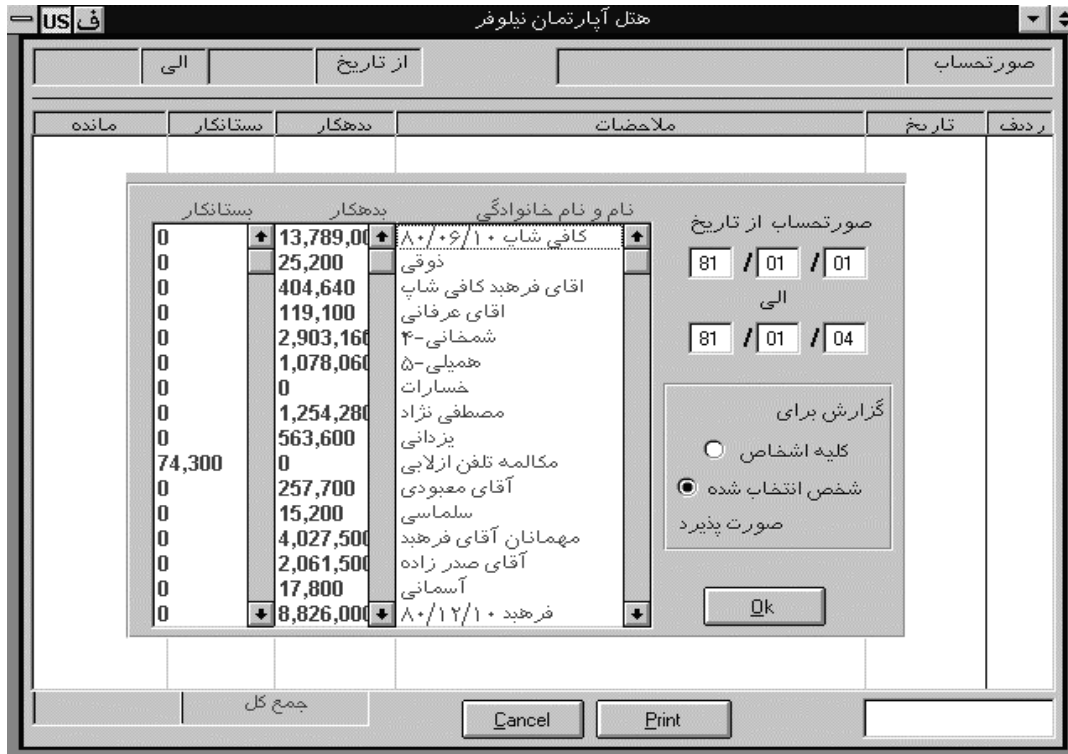 US ف هتل آپارتمان نیلوفر
صورتحساب از تاریخ الی
ردیف تاریخ ملاحضات بدهکار بستانکار مانده
نام و نام خانوادگی بدهکار بستانکار
کافی شاپ ۸۰/۰۶/۱۰ 13,789,00 0
ذوقی 25,200 0
اقای فرهبد کافی شاپ 404,640 0
اقای عرفانی 119,100 0
شمخانی-۴ 2,903,160 0
همیلی-۵ 1,078,060 0
خسارات 0 0
مصطفی نژاد 1,254,280 0
یزدانی 563,600 0
مکالمه تلفن ازلابی 0 74,300
آقای معبودی 257,700 0
سلماسی 15,200 0
مهمانان آقای فرهبد 4,027,500 0
آقای صدر زاده 2,061,500 0
آسمانی 17,800 0
فرهبد ۸۰/۱۲/۱۰ 8,826,000 0
صورتحساب از تاریخ
81 / 01 / 01
الی
81 / 01 / 04
گزارش برای
کلیه اشخاص
شخص انتخاب شده
صورت پذیرد
Ok
جمع کل
Cancel Print